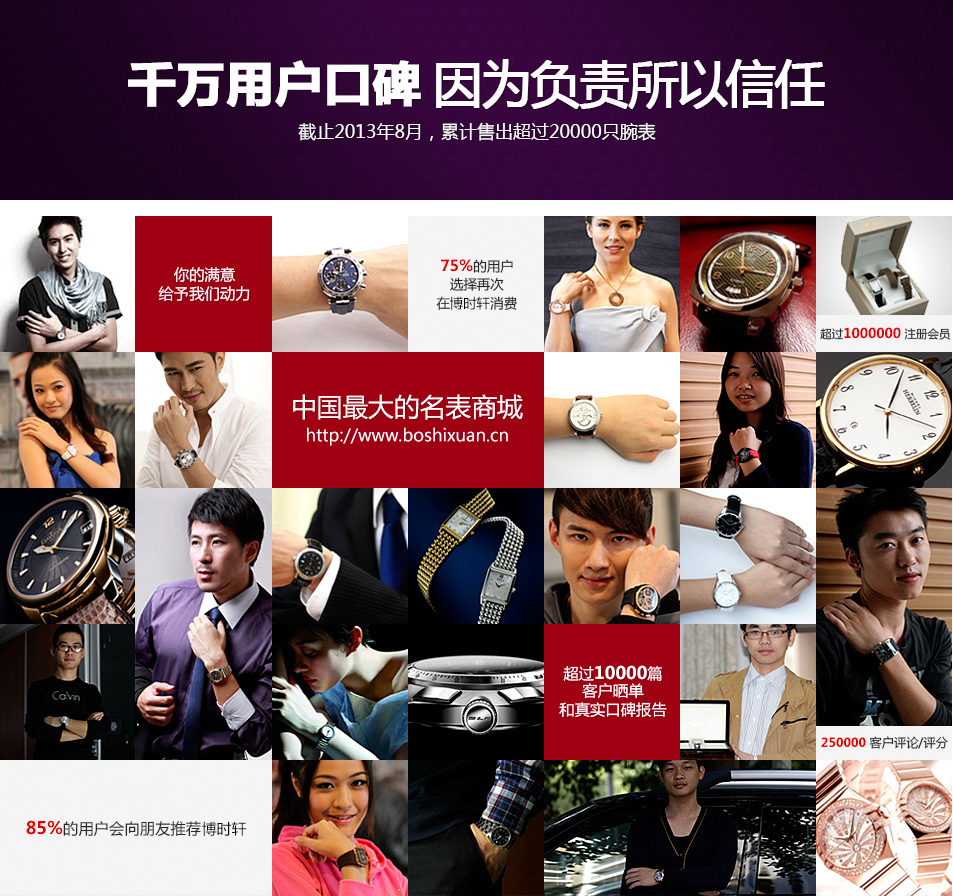 千万用户口碑 因为负责所以信任
截止2013年8月，累计售出超过20000只腕表
你的满意
给予我们动力
75%的用户
选择再次
在博时轩消费
超过1000000 注册会员
中国最大的名表商城
http://www.boshixuan.cn
Calvin
超过10000篇
客户晒单
和真实口碑报告
250000 客户评论/评分
85%的用户会向朋友推荐博时轩